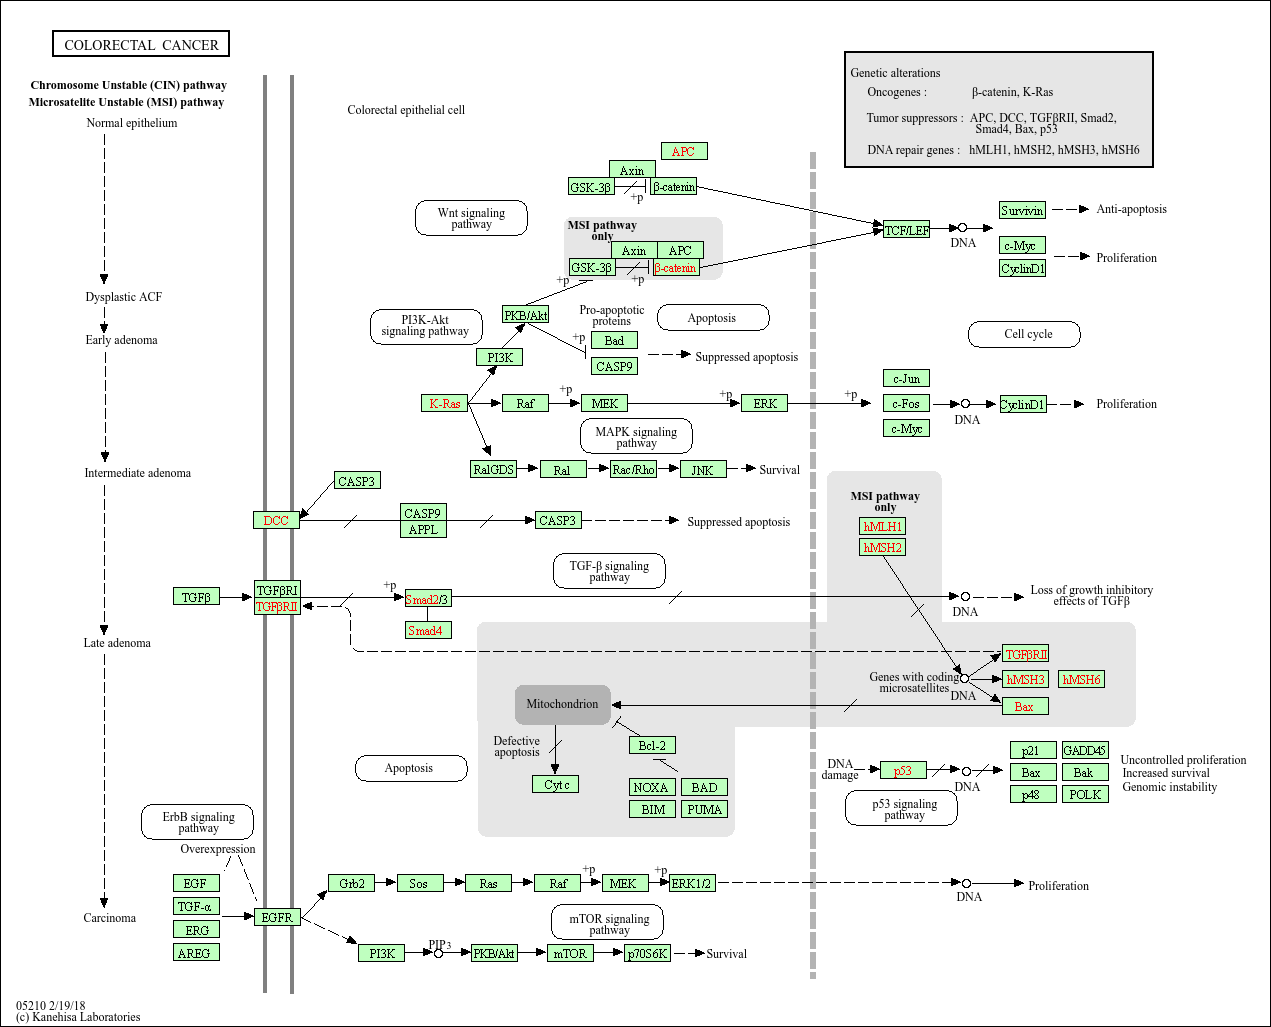 COLORECTAL CANCER
Chromosome Unstable (CIN) pathway
Microsatelite Unstable (MSI) pathway
Normal epithelium
Dysplastic ACF
Early adenoma
Intermediate adenoma
Late adenoma
Carcinoma
Colorectal epithelial cell
Genetic alterations
Oncogenes : β-catenin, K-Ras
Tumor suppressors : APC, DCC, TGFβRII, Smad2,
Smad4, Bax, p53
DNA repair genes : hMLH1, hMSH2, hMSH3, hMSH6
APC
Axin
GSK-3β
β-catenin
+p
Wnt signaling
pathway
MSI pathway
only
Axin
APC
GSK-3β
β-catenin
+p
+p
TCF/LEF
DNA
Survivin
Anti-apoptosis
c-Myc
CyclinD1
Proliferation
PI3K-Akt
signaling pathway
PKB/Akt
PI3K
Pro-apoptotic
proteins
+p
Bad
CASP9
Apoptosis
Suppressed apoptosis
Cell cycle
K-Ras
Raf
+p
MEK
+p
ERK
+p
c-Jun
c-Fos
c-Myc
DNA
CyclinD1
Proliferation
MAPK signaling
pathway
RalGDS
Ral
Rac/Rho
JNK
Survival
CASP3
DCC
CASP9
APPL
CASP3
Suppressed apoptosis
MSI pathway
only
hMLH1
hMSH2
TGF-β signaling
pathway
TGFβ
TGFβRI
TGFβRII
+p
Smad2/3
Smad4
DNA
Loss of growth inhibitory
effects of TGFβ
Genes with coding
microsatellites
DNA
TGFβRII
hMSH3
hMSH6
Bax
Mitochondrion
Defective
apoptosis
Cytc
Bcl-2
NOXA
BAD
BIM
PUMA
Apoptosis
DNA
damage
p53
DNA
p21
GADD45
Bax
Bak
p48
POLK
Uncontrolled proliferation
Increased survival
Genomic instability
p53 signaling
pathway
ErbB signaling
pathway
Overexpression
EGF
TGF-α
ERG
AREG
EGFR
Grb2
Sos
Ras
Raf
+p
MEK
+p
ERK1/2
DNA
Proliferation
mTOR signaling
pathway
PI3K
PIP3
PKB/Akt
mTOR
p70S6K
Survival
05210 2/19/18
(c) Kanehisa Laboratories